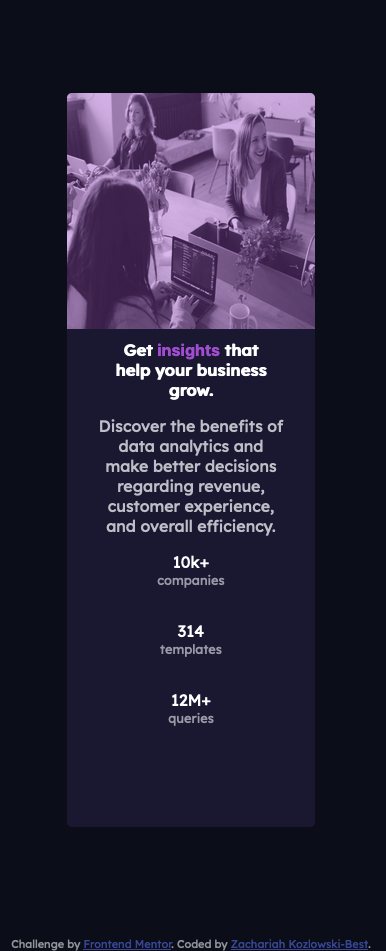 Get insights that
help your business
grow.
Discover the benefits of
data analytics and
make better decisions
regarding revenue,
customer experience,
and overall efficiency.
10k+
companies
314
templates
12M+
queries
Challenge by Frontend Mentor. Coded by Zachariah Kozlowski-Best.